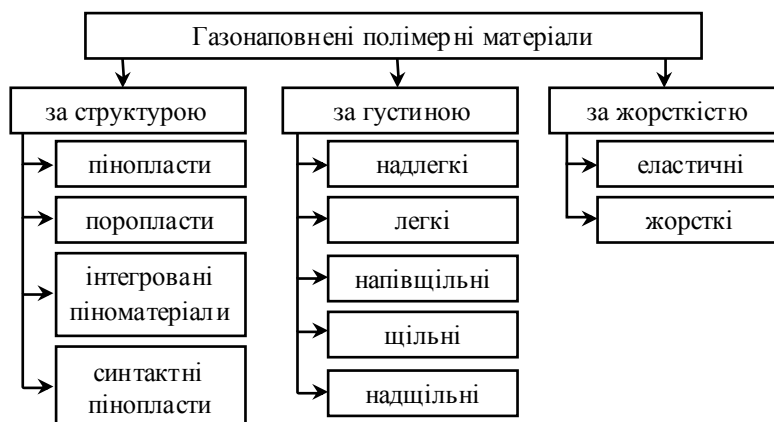 Газонаповнені полімерні матеріали
за структурою
пінопласти
поропласти
інтегровані
піноматеріали
синтактні
пінопласти
за густиною
надлегкі
легкі
напівщільні
щільні
надщільні
за жорсткістю
еластичні
жорсткі